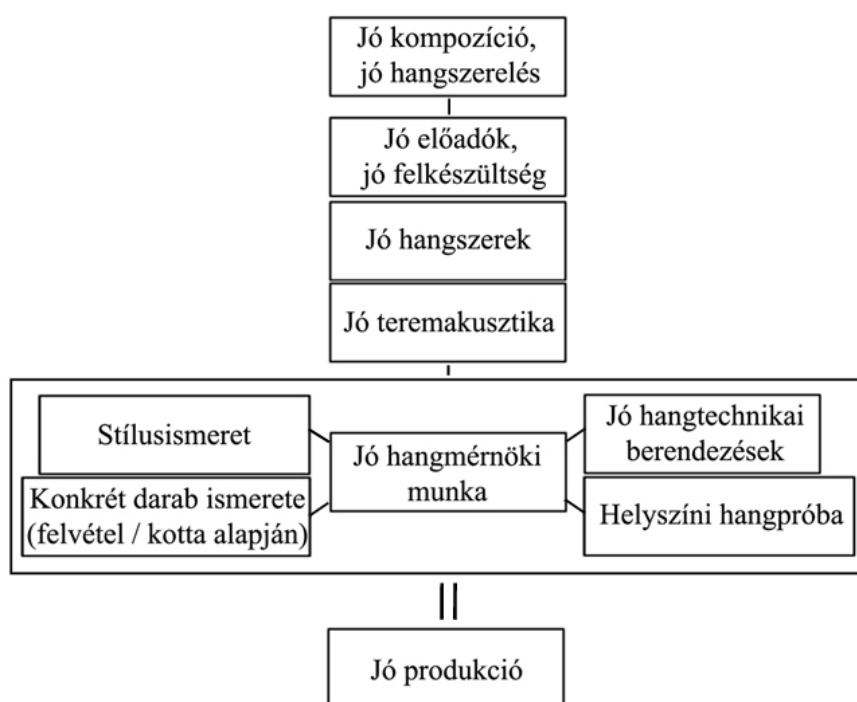 Jó kompozíció,
jó hangszerelés
Jó előadók,
jó felkészültség
Jó hangszerek
Jó teremakusztika
Stílusismeret
Konkrét darab ismerete
(felvétel / kotta alapján)
Jó hangmérnöki
munka
Jó hangtechnikai
berendezések
Helyszíni hangpróba
Jó produkció